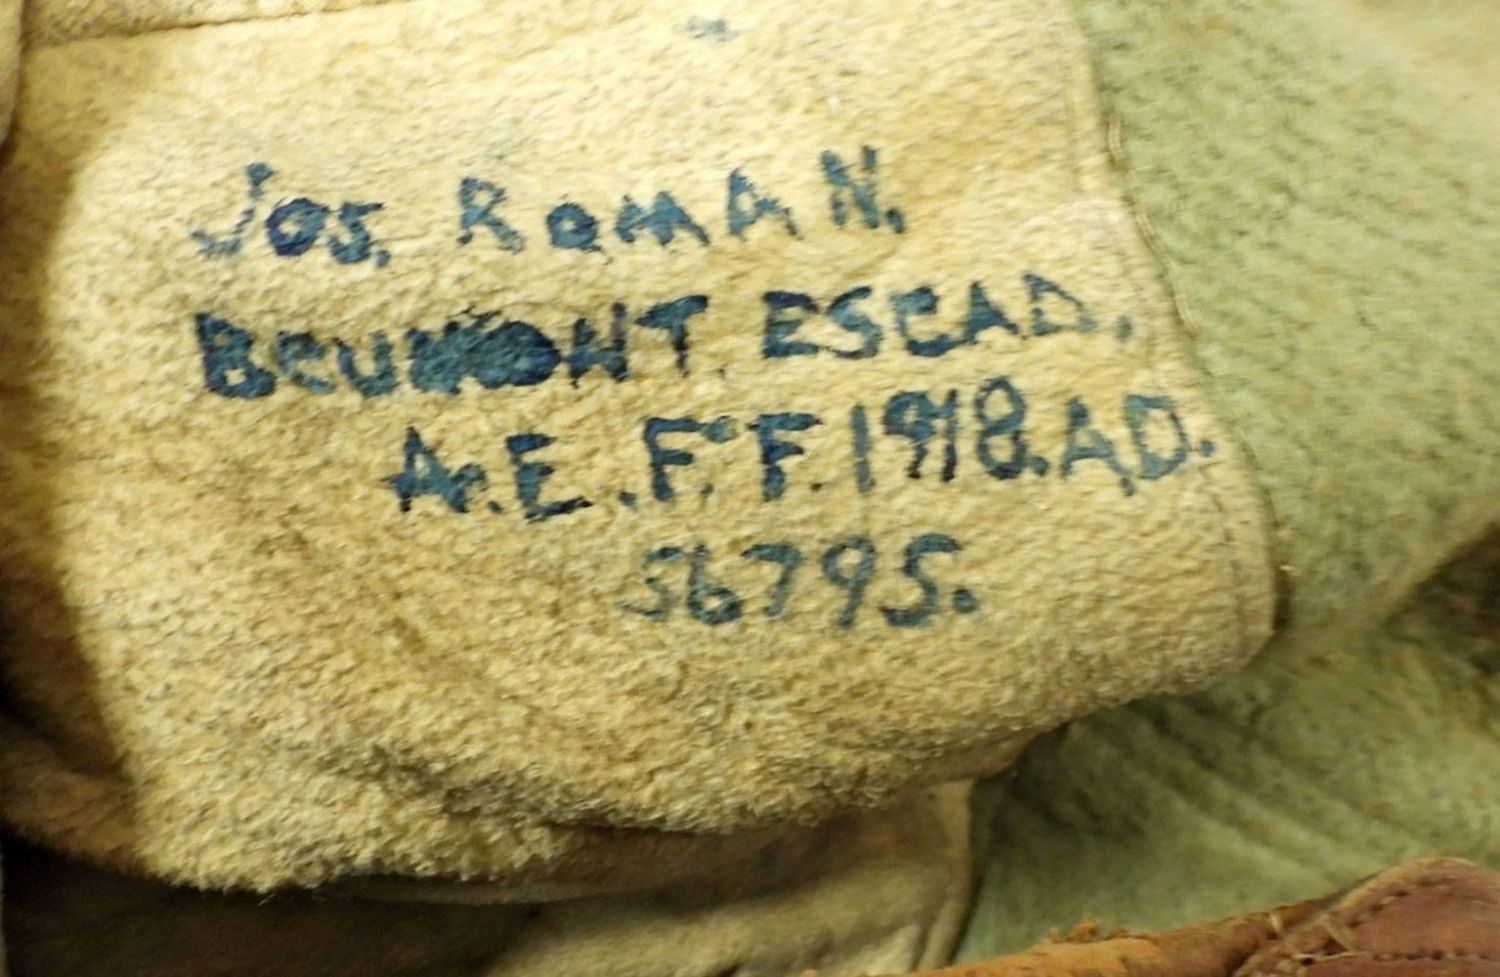 Jos. ROMAN.
BEUMONT. ESCAD.
A.E.F.F. 1918. A.D.
56795.